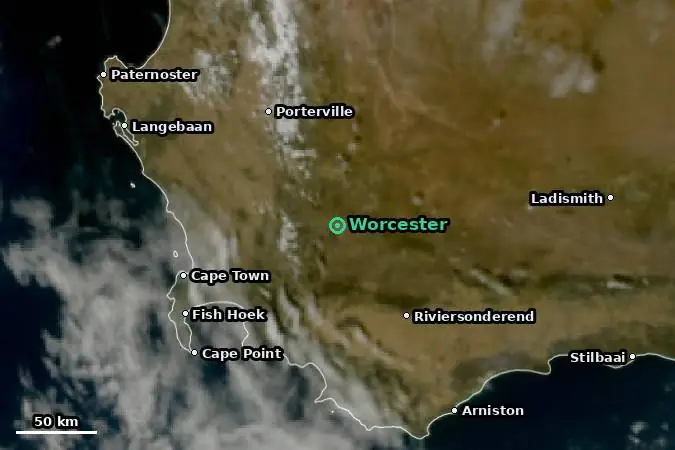 Paternoster
Porterville
Langebaan
Ladismith
Worcester
Cape Town
Fish Hoek
Riviersonderend
Cape Point
Stilbaai
Arniston
50 km